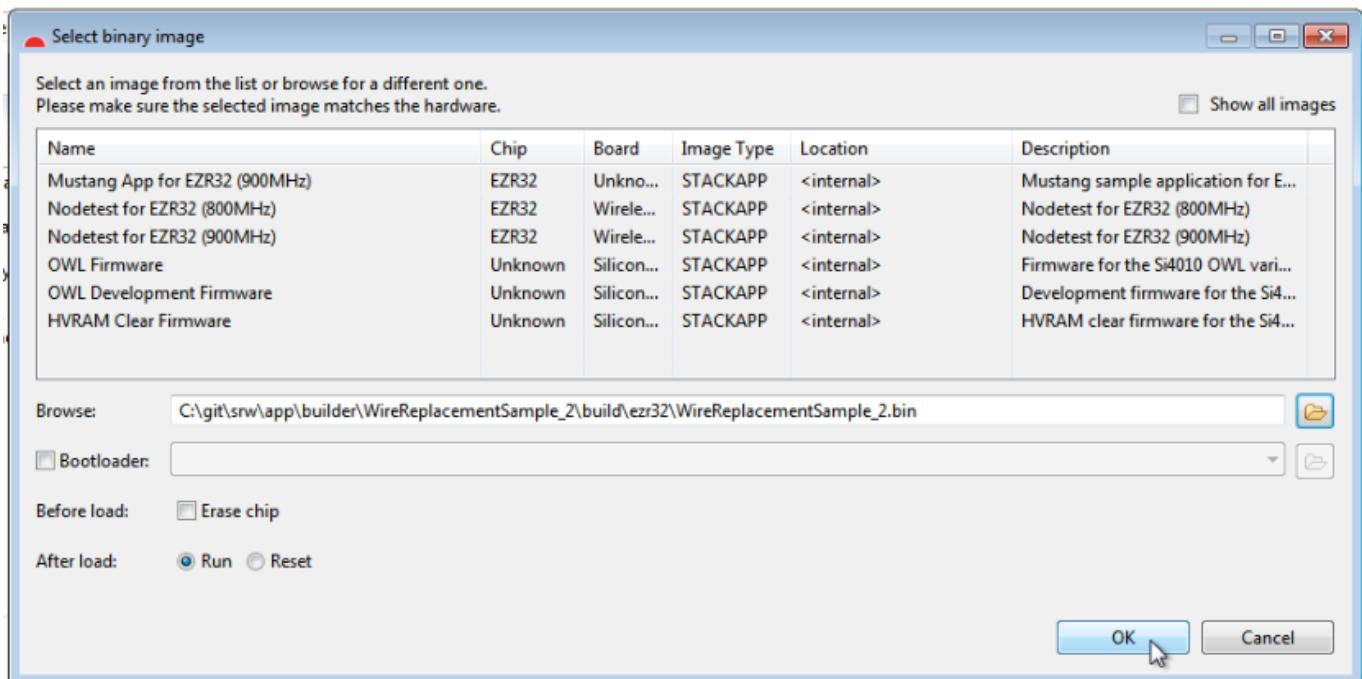 Select binary image
Select an image from the list or browse for a different one.
Please make sure the selected image matches the hardware.
Show all images
Name Chip Board Image Type Location Description
Mustang App for EZR32 (900MHz) EZR32 Unkno... STACKAPP <internal> Mustang sample application for E...
Nodetest for EZR32 (800MHz) EZR32 Wirele... STACKAPP <internal> Nodetest for EZR32 (800MHz)
Nodetest for EZR32 (900MHz) EZR32 Wirele... STACKAPP <internal> Nodetest for EZR32 (900MHz)
OWL Firmware Unknown Silicon... STACKAPP <internal> Firmware for the Si4010 OWL vari...
OWL Development Firmware Unknown Silicon... STACKAPP <internal> Development firmware for the Si4...
HVRAM Clear Firmware Unknown Silicon... STACKAPP <internal> HVRAM clear firmware for the Si4...
Browse: C:\git\srw\app\builder\WireReplacementSample_2\build\ezr32\WireReplacementSample_2.bin
Bootloader:
Before load: Erase chip
After load: Run Reset
OK Cancel